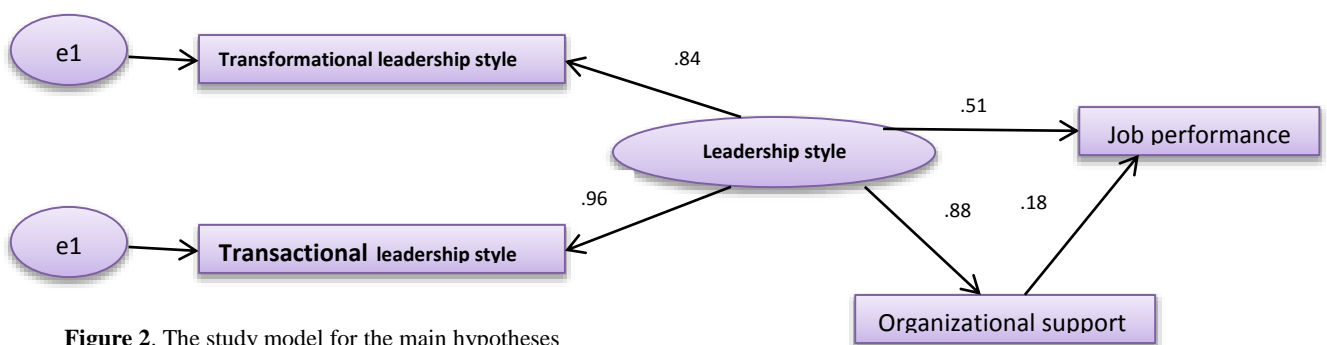 e1
Transformational leadership style
.84
.51
Job performance
Leadership style
.96
.88
.18
e1
Transactional leadership style
Organizational support
Figure 2. The study model for the main hypotheses